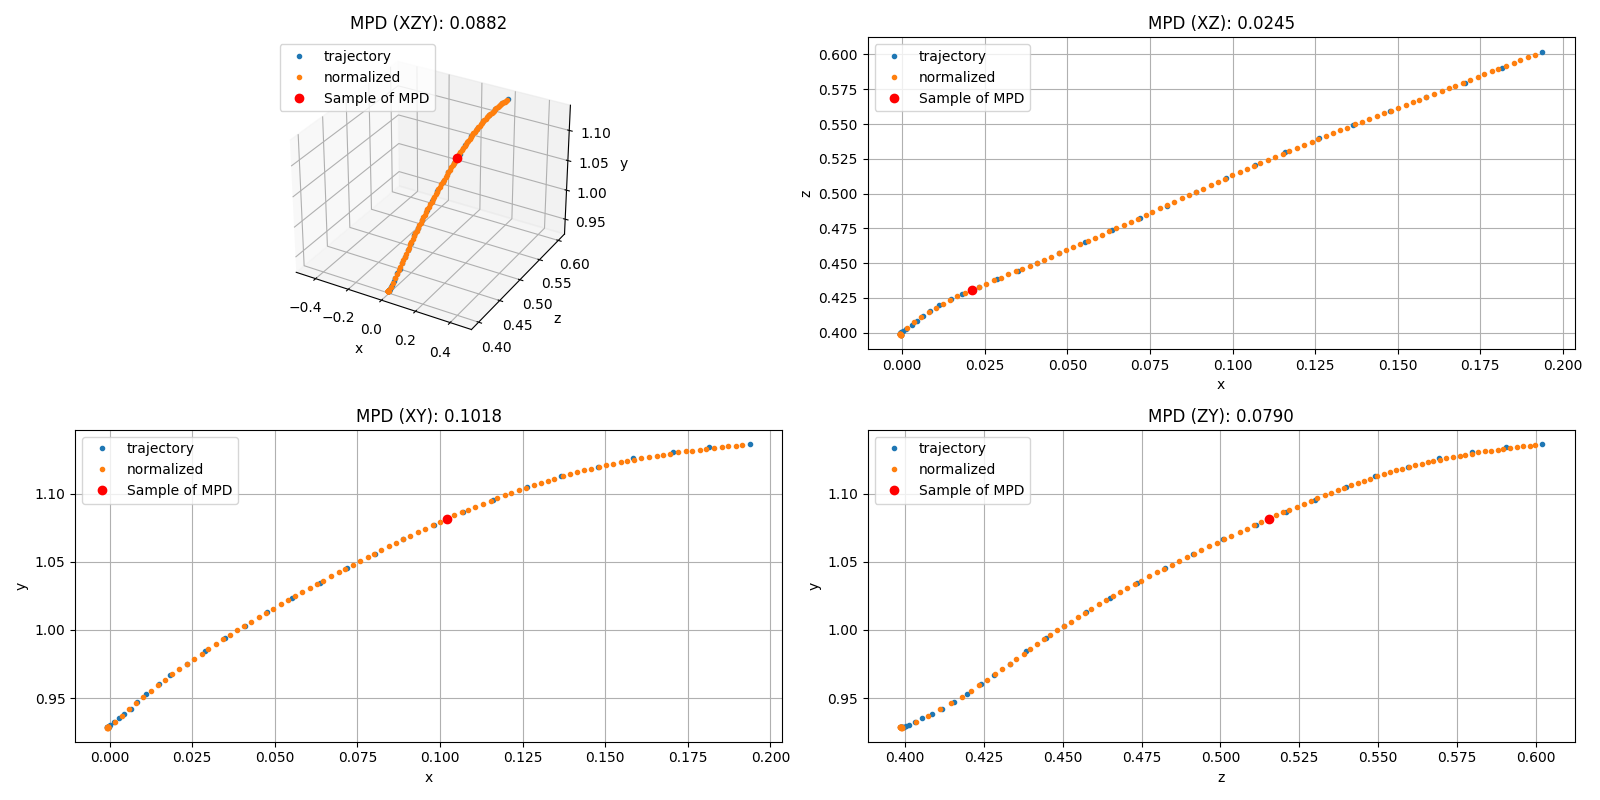 MPD (XZY): 0.0882
trajectory
normalized
Sample of MPD
1.10
1.05
1.00
0.95
y
0.60
0.55
0.50
0.45
0.40
z
−0.4
−0.2
0.0
0.2
0.4
x
MPD (XZ): 0.0245
trajectory
normalized
Sample of MPD
0.600
0.575
0.550
0.525
0.500
0.475
0.450
0.425
0.400
z
0.000 0.025 0.050 0.075 0.100 0.125 0.150 0.175 0.200
x
MPD (XY): 0.1018
trajectory
normalized
Sample of MPD
1.10
1.05
1.00
0.95
y
0.000 0.025 0.050 0.075 0.100 0.125 0.150 0.175 0.200
x
MPD (ZY): 0.0790
trajectory
normalized
Sample of MPD
1.10
1.05
1.00
0.95
y
0.400 0.425 0.450 0.475 0.500 0.525 0.550 0.575 0.600
z